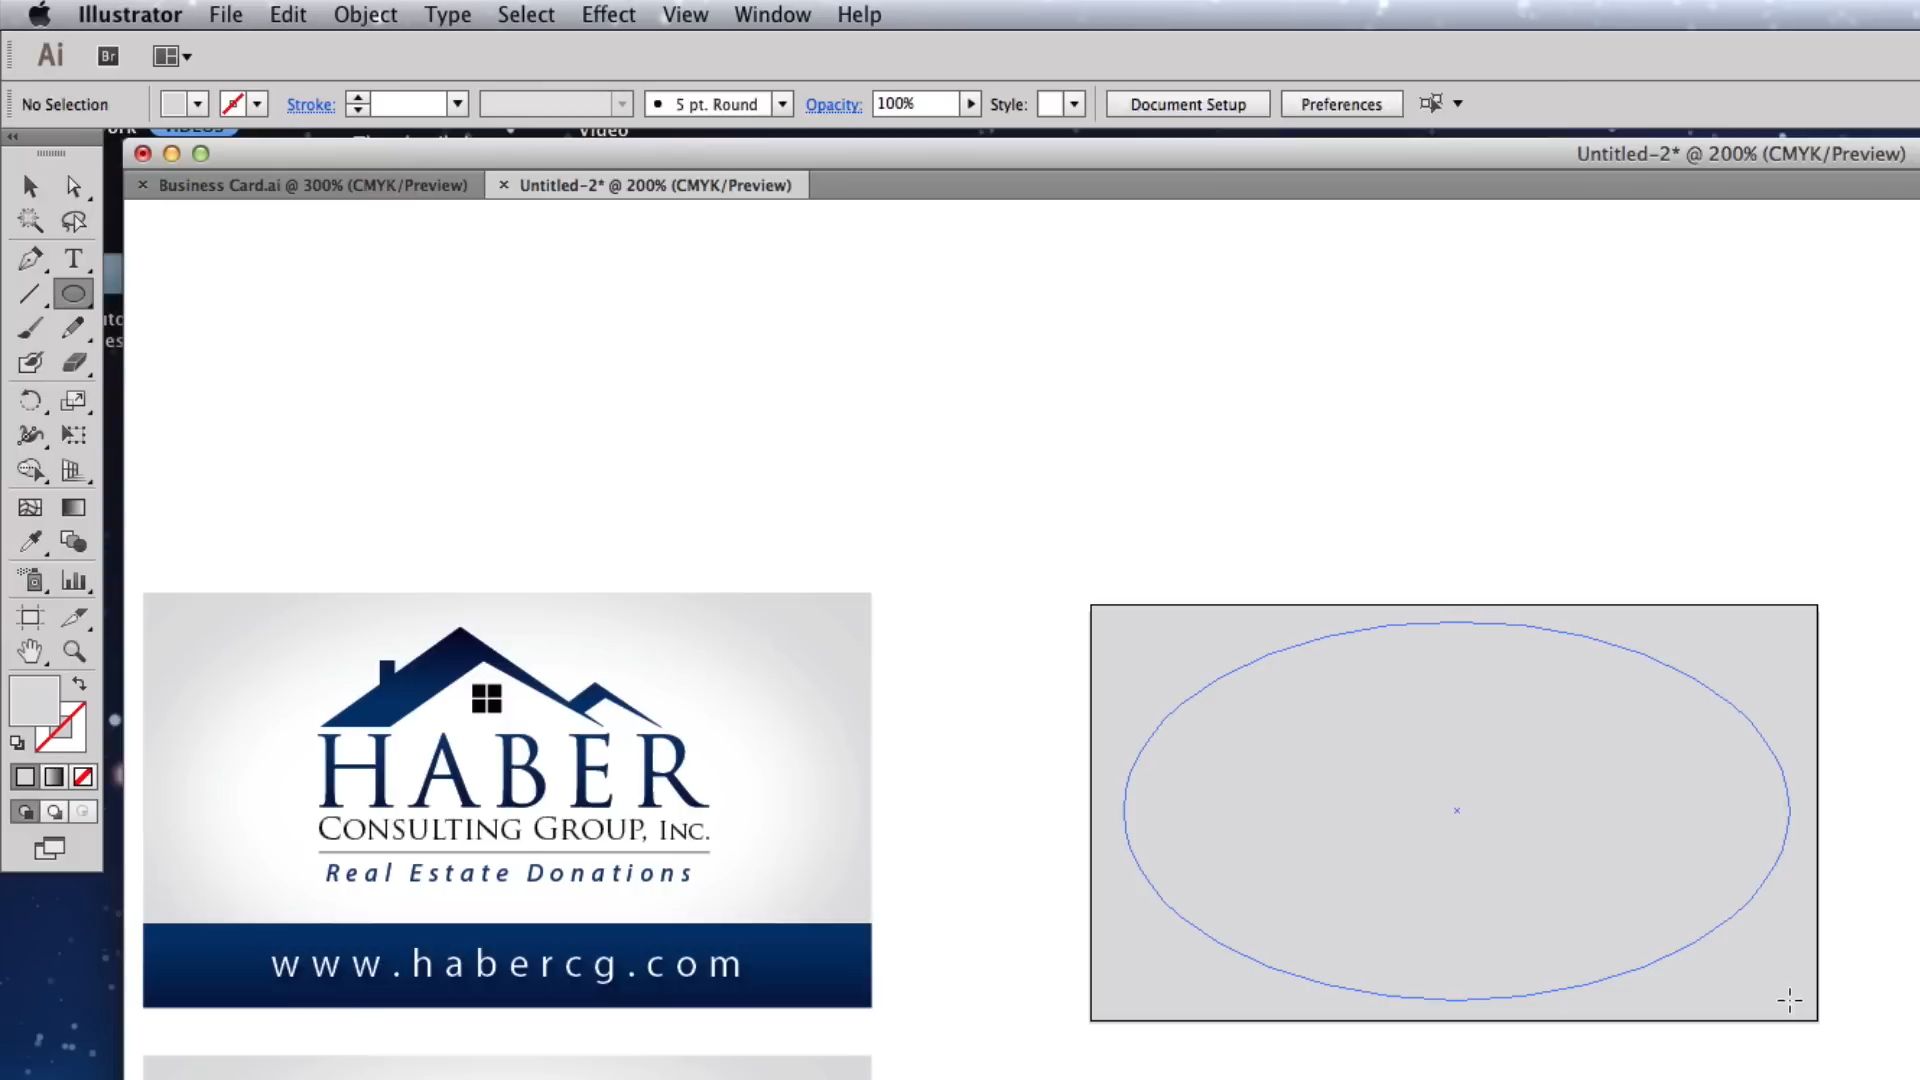 Illustrator File Edit Object Type Select Effect View Window Help
Ai Br
No Selection Stroke: 5 pt. Round Opacity: 100% Style: Document Setup Preferences
Video
Untitled-2* @ 200% (CMYK/Preview)
Business Card.ai @ 300% (CMYK/Preview) Untitled-2* @ 200% (CMYK/Preview)
T
HABER
CONSULTING GROUP, INC.
Real Estate Donations
www.habercg.com